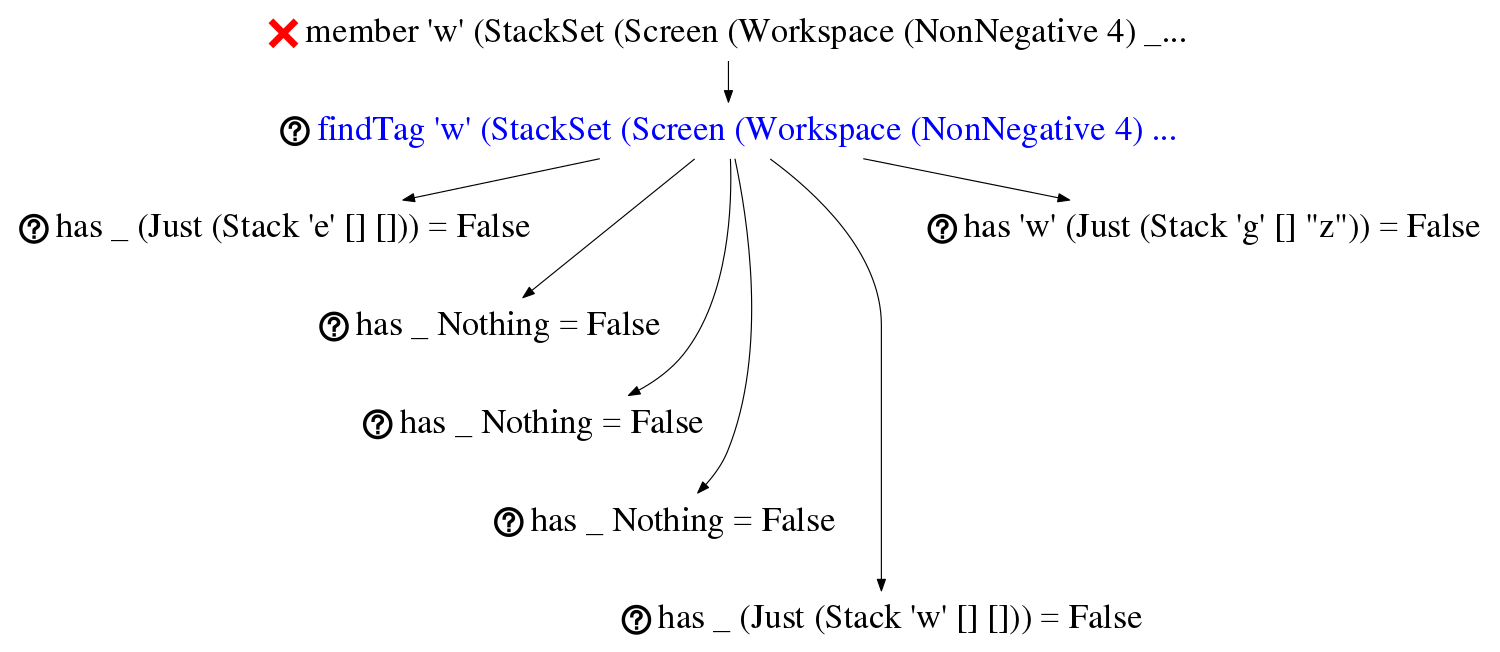 member 'w' (StackSet (Screen (Workspace (NonNegative 4) _...
findTag 'w' (StackSet (Screen (Workspace (NonNegative 4) ...
has _ (Just (Stack 'e' [] [])) = False
has 'w' (Just (Stack 'g' [] "z")) = False
has _ Nothing = False
has _ Nothing = False
has _ Nothing = False
has _ (Just (Stack 'w' [] [])) = False